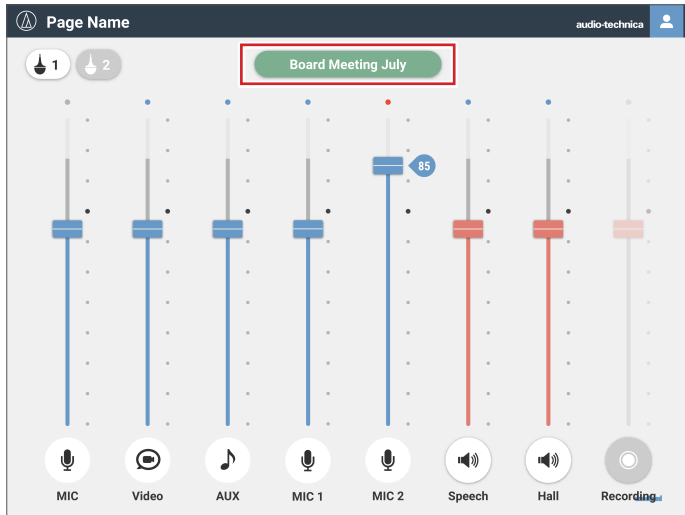 Page Name
audio-technica
1
2
Board Meeting July
85
MIC
Video
AUX
MIC 1
MIC 2
Speech
Hall
Recording